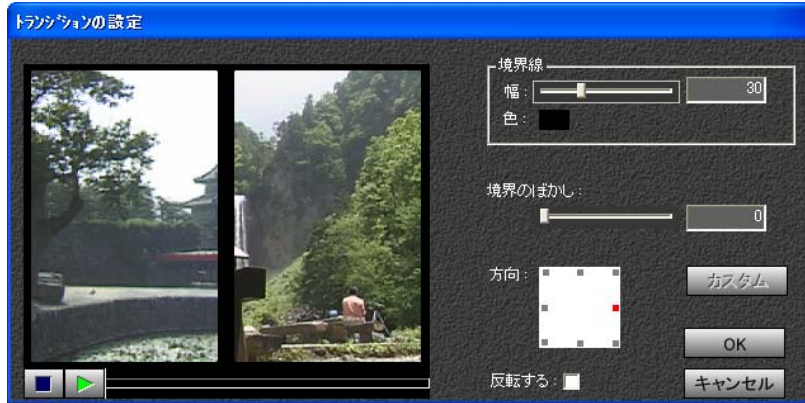 トランジションの設定
境界線
幅: 30
色:
境界のぼかし:
0
方向:
カスタム
OK
反転する:
キャンセル